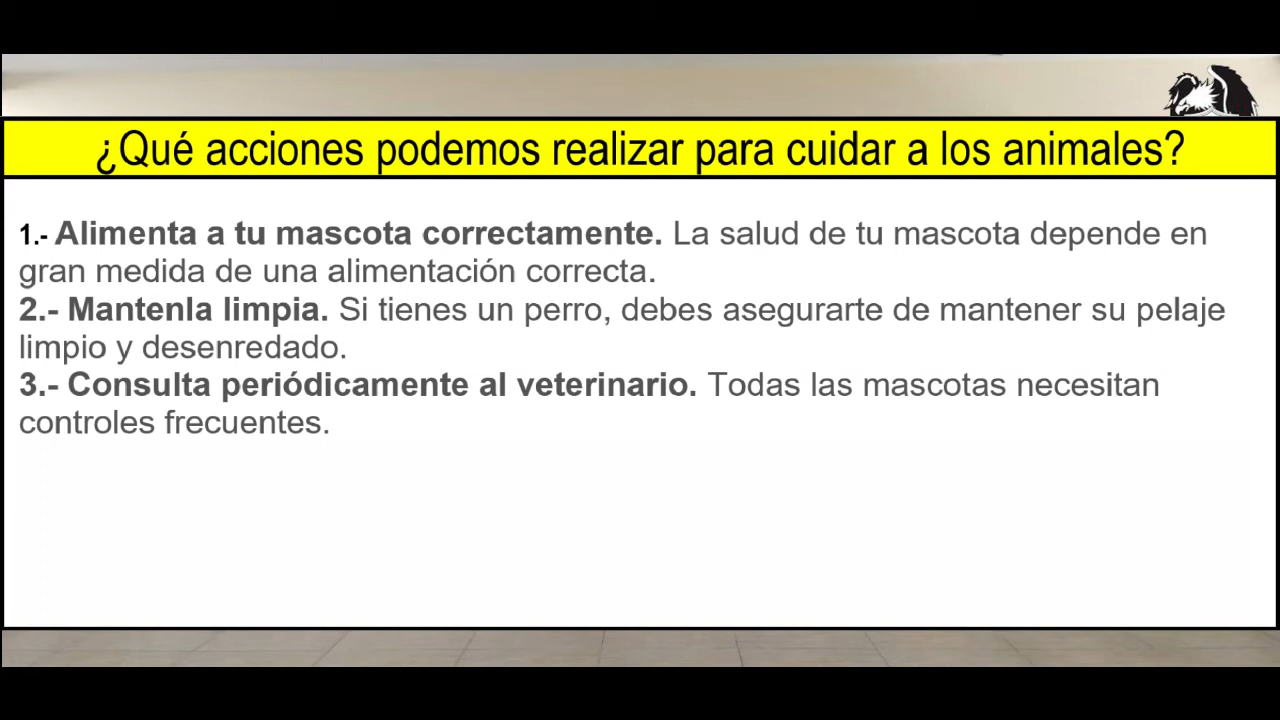 ¿Qué acciones podemos realizar para cuidar a los animales?
1.- Alimenta a tu mascota correctamente. La salud de tu mascota depende en
gran medida de una alimentación correcta.
2.- Mantenla limpia. Si tienes un perro, debes asegurarte de mantener su pelaje
limpio y desenredado.
3.- Consulta periódicamente al veterinario. Todas las mascotas necesitan
controles frecuentes.